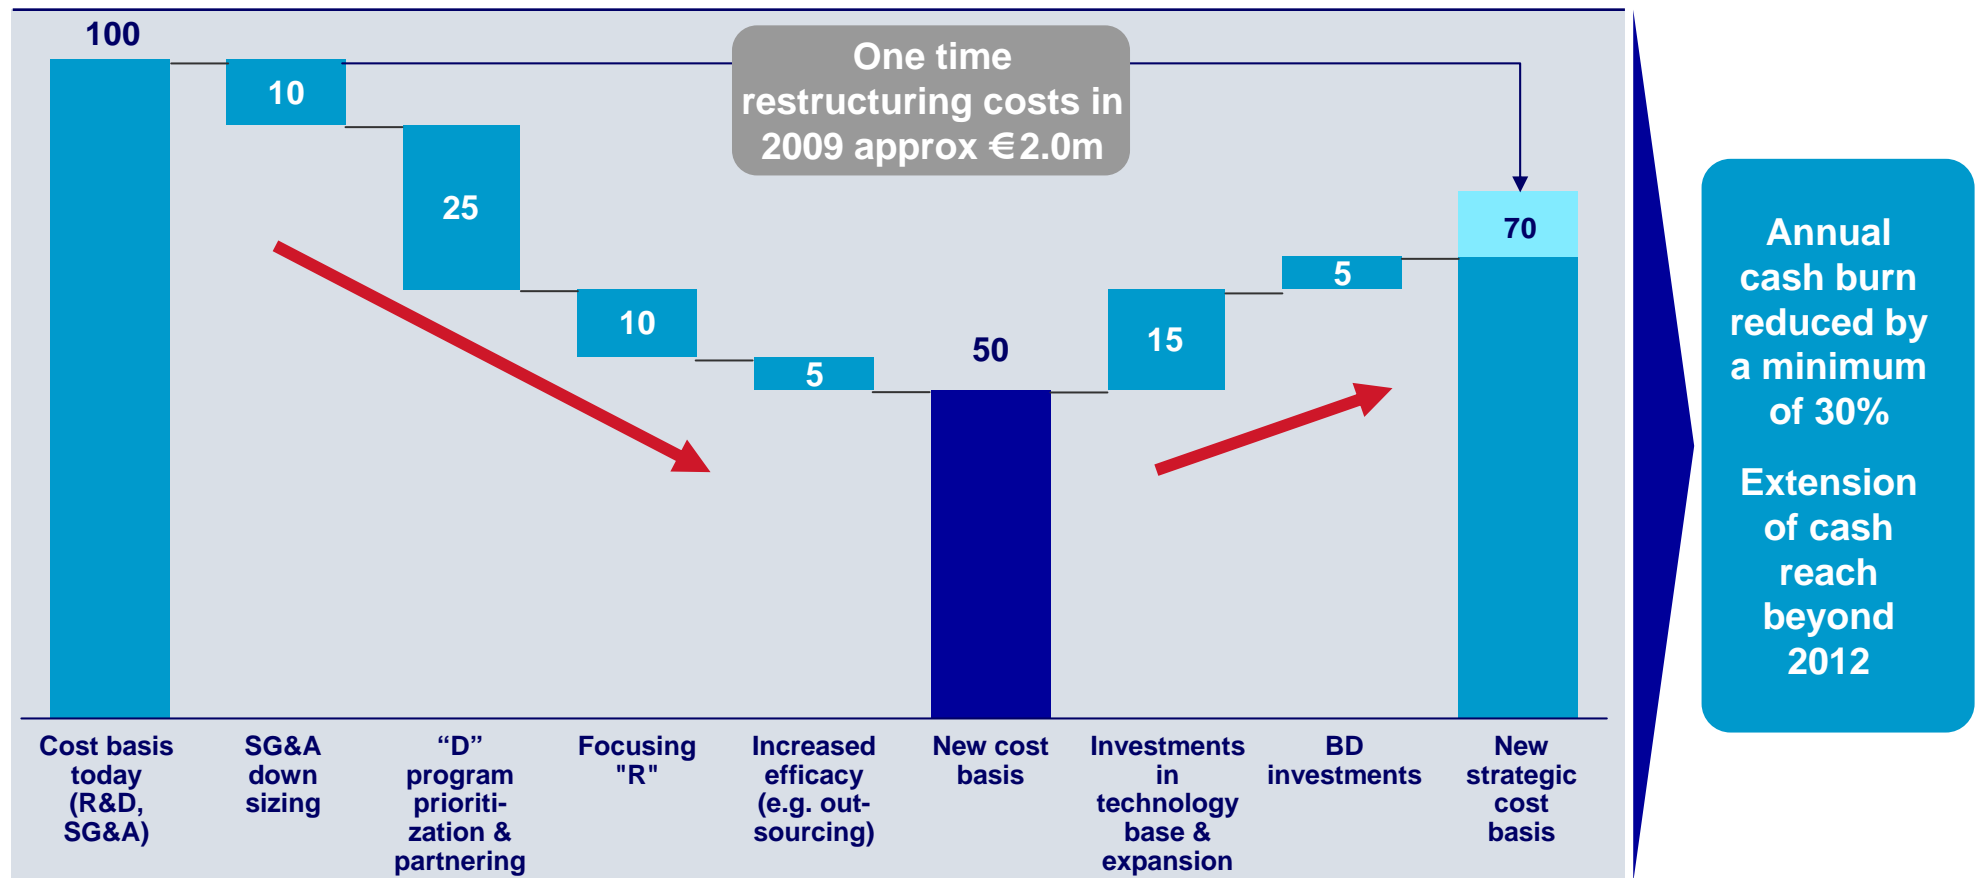 100
10
25
10
5
50
15
5
70
One time
restructuring costs in
2009 approx €2.0m
Cost basis
today
(R&D,
SG&A)
SG&A
down
sizing
“D”
program
prioriti-
zation &
partnering
Focusing
"R"
Increased
efficacy
(e.g. out-
sourcing)
New cost
basis
Investments
in
technology
base &
expansion
BD
investments
New
strategic
cost
basis
Annual
cash burn
reduced by
a minimum
of 30%
Extension
of cash
reach
beyond
2012